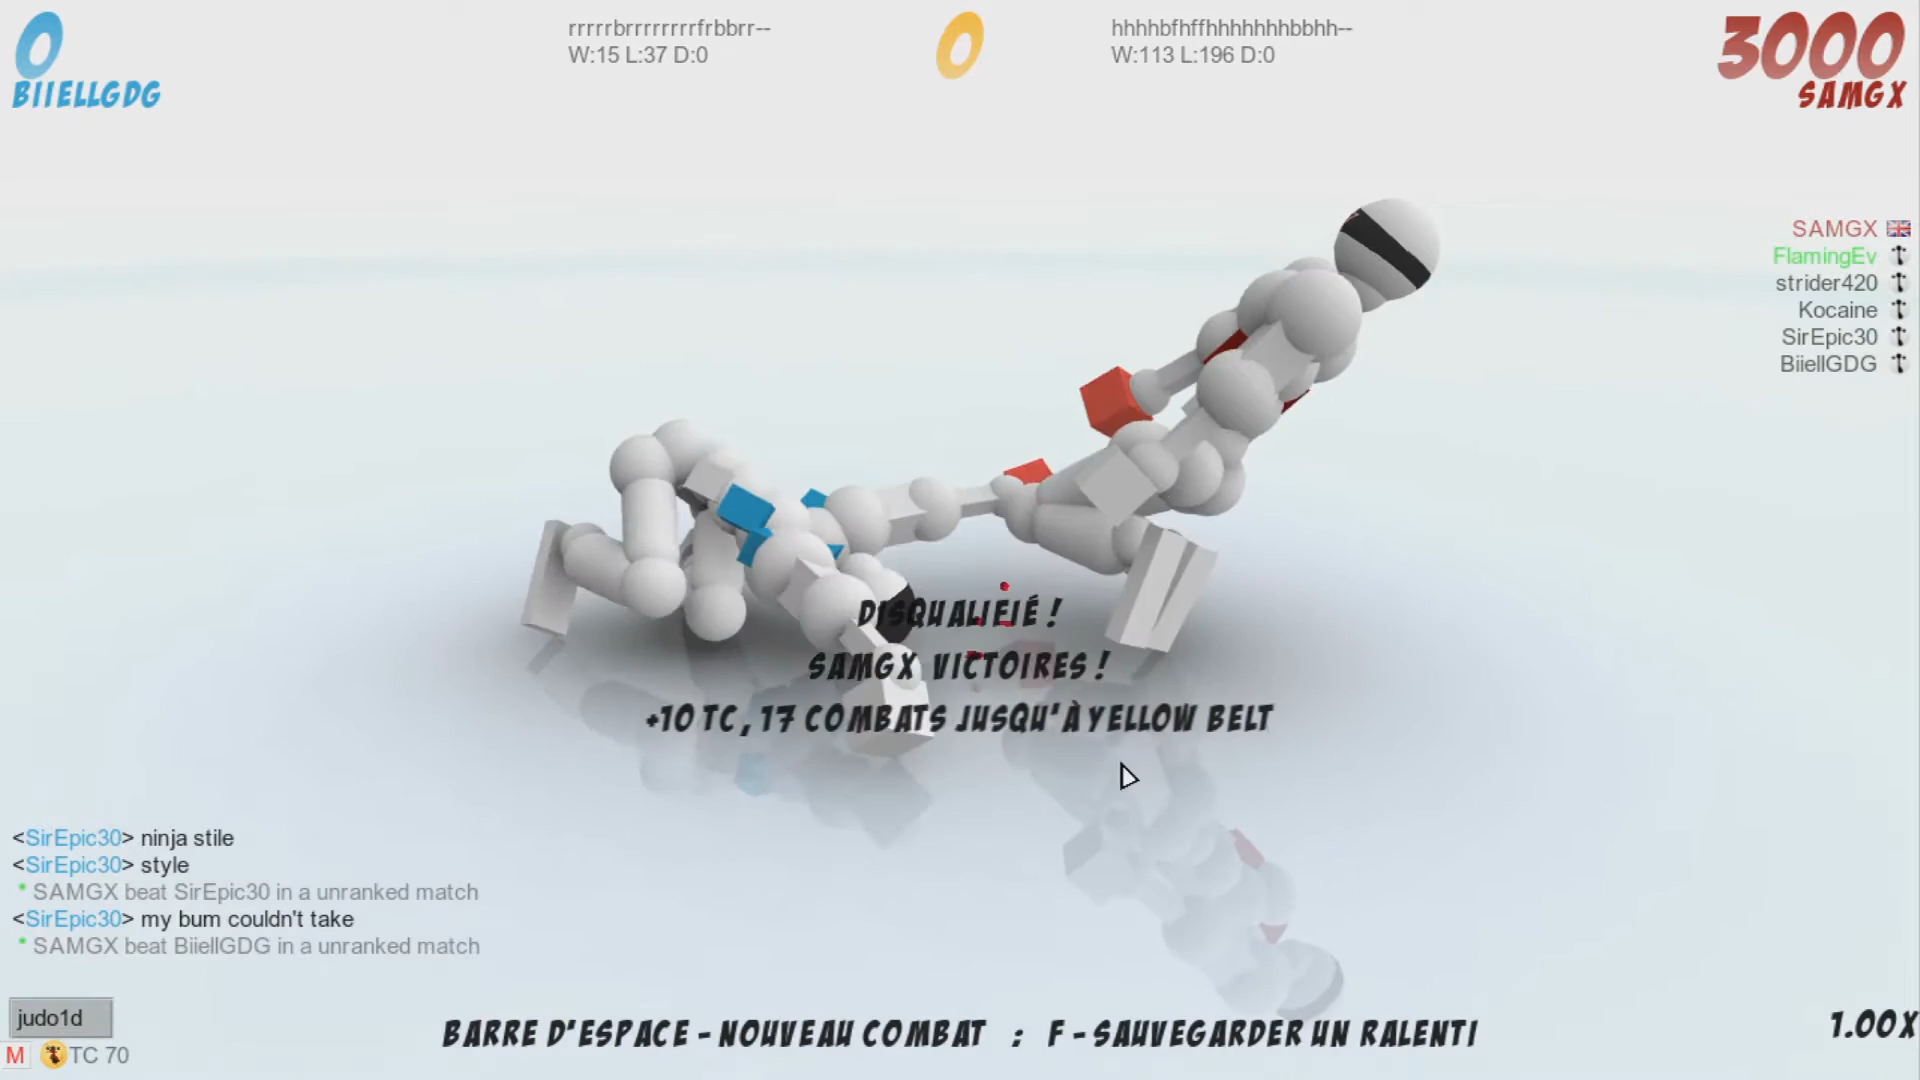 0
BIIELLGDG
rrrrrbrrrrrrrrfrbbrr--
W:15 L:37 D:0
0
hhhhbfhffhhhhhhhbbhh--
W:113 L:196 D:0
3000
SAMGX
SAMGX
FlamingEv
strider420
Kocaine
SirEpic30
BiiellGDG
DISQUALIFIÉ !
SAMGX VICTOIRES !
+10 TC, 17 COMBATS JUSQU'À YELLOW BELT
<SirEpic30> ninja stile
<SirEpic30> style
* SAMGX beat SirEpic30 in a unranked match
<SirEpic30> my bum couldn't take
* SAMGX beat BiiellGDG in a unranked match
judo1d
M TC 70
BARRE D'ESPACE - NOUVEAU COMBAT : F - SAUVEGARDER UN RALENTI
1.00X